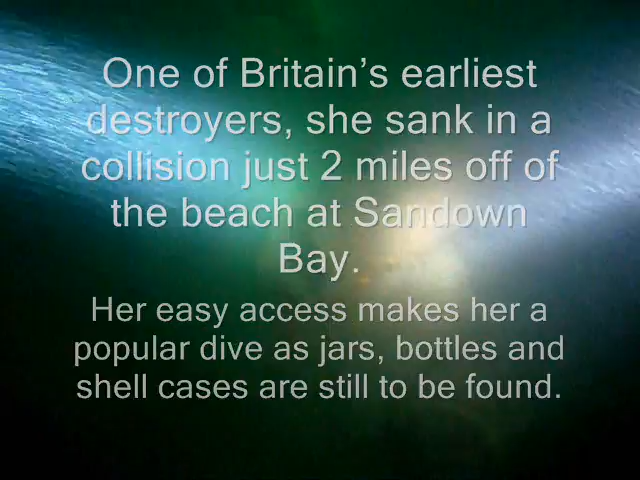 One of Britain’s earliest
destroyers, she sank in a
collision just 2 miles off of
the beach at Sandown
Bay.
Her easy access makes her a
popular dive as jars, bottles and
shell cases are still to be found.